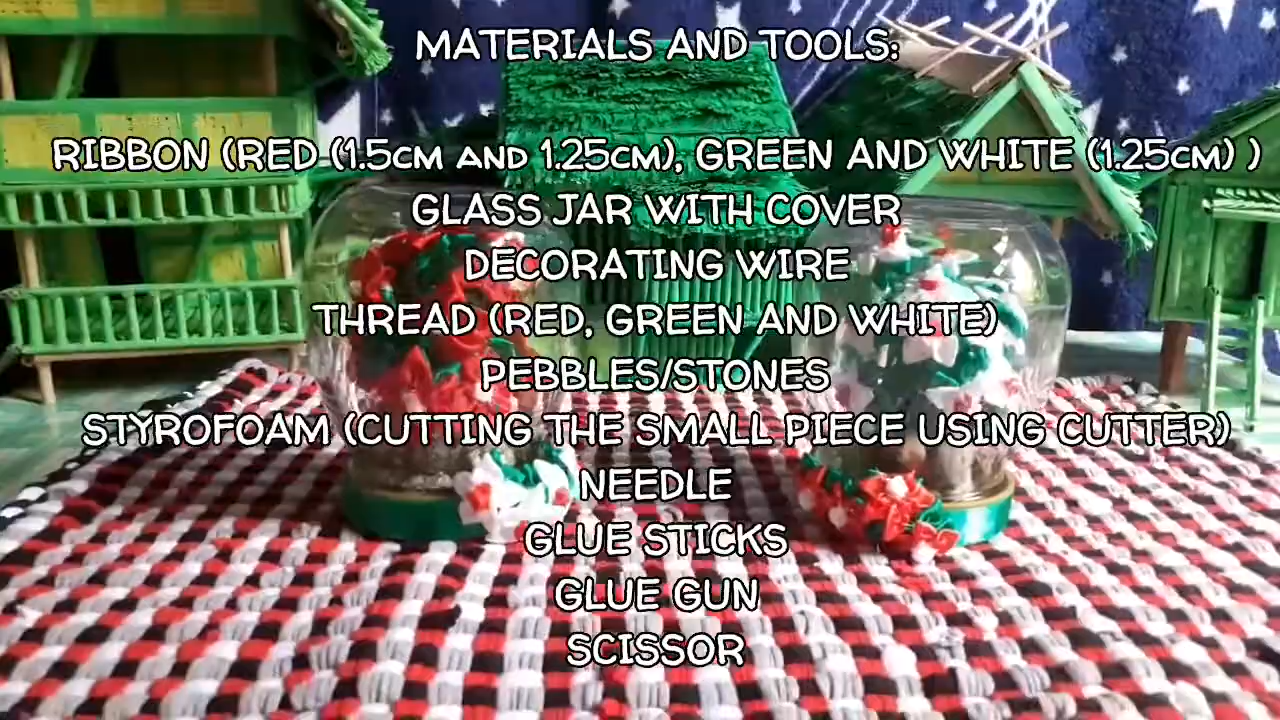 MATERIALS AND TOOLS:
RIBBON (RED (1.5CM AND 1.25CM), GREEN AND WHITE (1.25CM) )
GLASS JAR WITH COVER
DECORATING WIRE
THREAD (RED, GREEN AND WHITE)
PEBBLES/STONES
STYROFOAM (CUTTING THE SMALL PIECE USING CUTTER)
NEEDLE
GLUE STICKS
GLUE GUN
SCISSOR